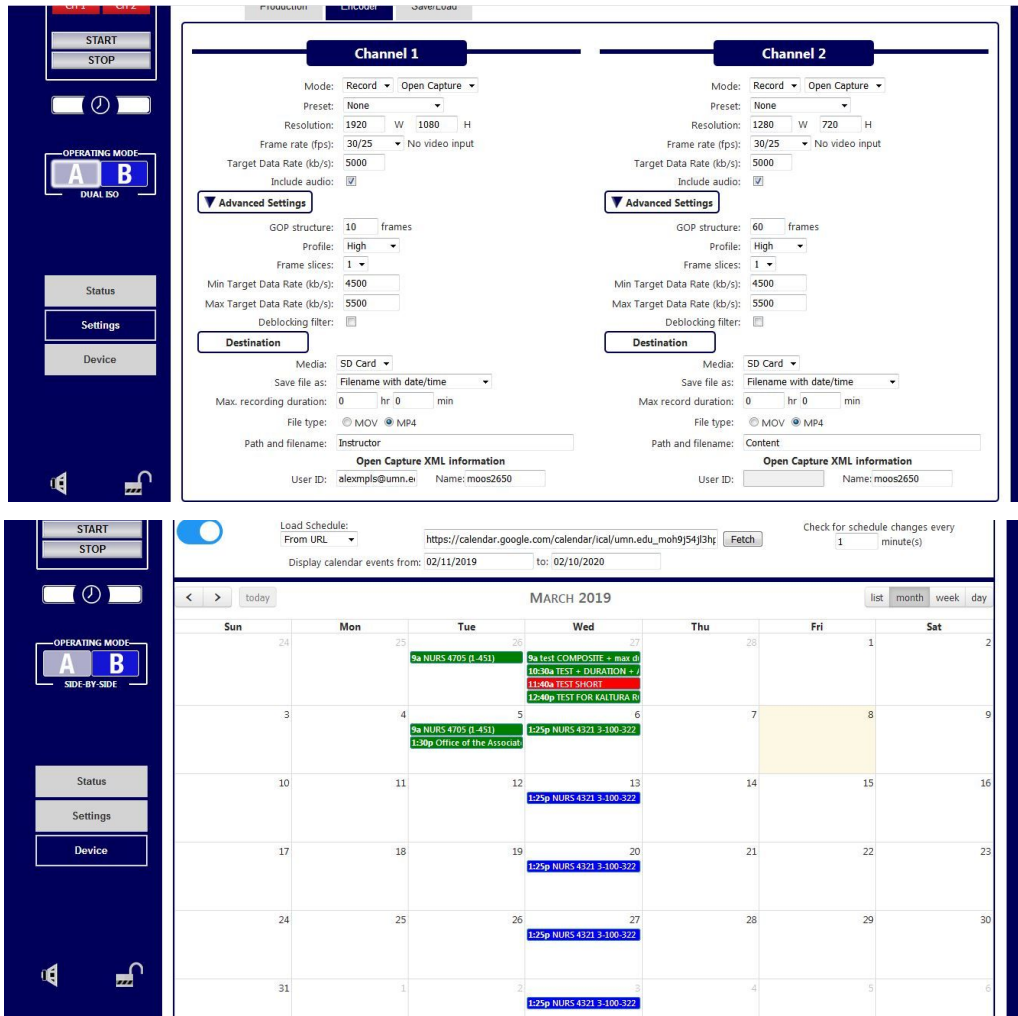 CH 1 CH 2
START
STOP
OPERATING MODE
A B
DUAL ISO
Status
Settings
Device
Production Encoder Save/Load
Channel 1
Mode: Record Open Capture
Preset: None
Resolution: 1920 W 1080 H
Frame rate (fps): 30/25 No video input
Target Data Rate (kb/s): 5000
Include audio:
Advanced Settings
GOP structure: 10 frames
Profile: High
Frame slices: 1
Min Target Data Rate (kb/s): 4500
Max Target Data Rate (kb/s): 5500
Deblocking filter:
Destination
Media: SD Card
Save file as: Filename with date/time
Max. recording duration: 0 hr 0 min
File type: MOV MP4
Path and filename: Instructor
Open Capture XML information
User ID: alexmpls@umn.e Name: moos2650
Channel 2
Mode: Record Open Capture
Preset: None
Resolution: 1280 W 720 H
Frame rate (fps): 30/25 No video input
Target Data Rate (kb/s): 5000
Include audio:
Advanced Settings
GOP structure: 60 frames
Profile: High
Frame slices: 1
Min Target Data Rate (kb/s): 4500
Max Target Data Rate (kb/s): 5500
Deblocking filter:
Destination
Media: SD Card
Save file as: Filename with date/time
Max record duration: 0 hr 0 min
File type: MOV MP4
Path and filename: Content
Open Capture XML information
User ID: Name: moos2650
START
STOP
OPERATING MODE
A B
SIDE-BY-SIDE
Status
Settings
Device
Load Schedule:
From URL https://calendar.google.com/calendar/ical/umn.edu_moh9j54jl3h Fetch
Check for schedule changes every
1 minute(s)
Display calendar events from: 02/11/2019 to: 02/10/2020
< > today MARCH 2019 list month week day
Sun Mon Tue Wed Thu Fri Sat
24 25 26 27 28 1 2
9a NURS 4705 (1-451) 9a test COMPOSITE + max d
10:30a TEST + DURATION +
11:40a TEST SHORT
12:40p TEST FOR KALTURA R
3 4 5 6 7 8 9
9a NURS 4705 (1-451) 1:25p NURS 4321 3-100-322
1:30p Office of the Associat
10 11 12 13 14 15 16
1:25p NURS 4321 3-100-322
17 18 19 20 21 22 23
1:25p NURS 4321 3-100-322
24 25 26 27 28 29 30
1:25p NURS 4321 3-100-322
31 1 2 3 4 5 6
1:25p NURS 4321 3-100-322